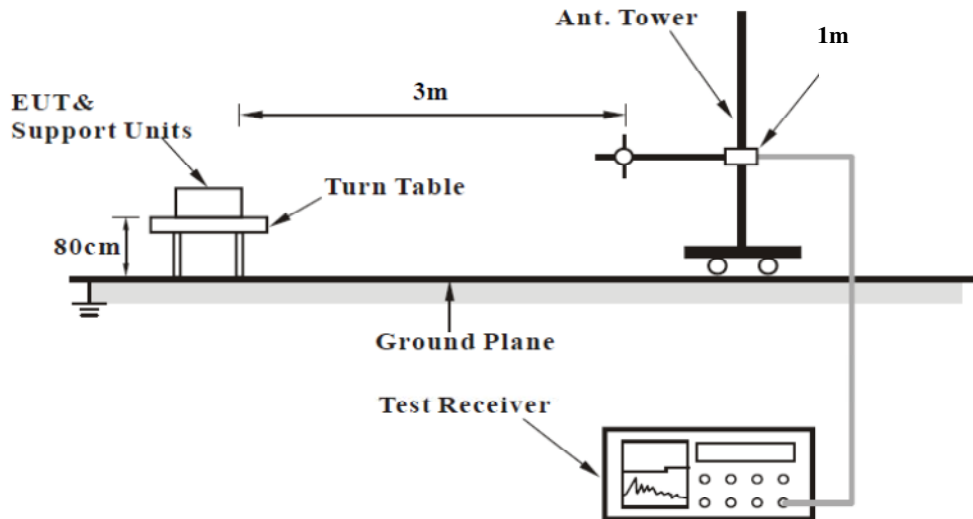 Ant. Tower
1m
3m
EUT&
Support Units
Turn Table
80cm
Ground Plane
Test Receiver